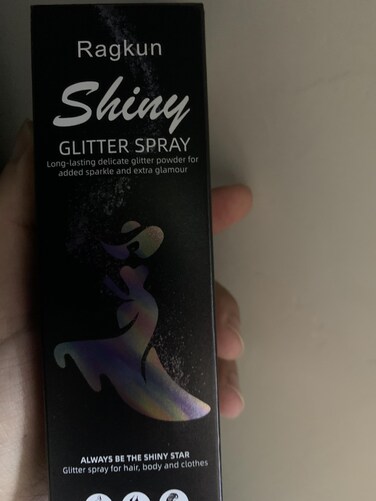 Ragkun
Shiny
GLITTER SPRAY
Long-lasting delicate glitter powder for
added sparkle and extra glamour
ALWAYS BE THE SHINY STAR
Glitter spray for hair, body and clothes